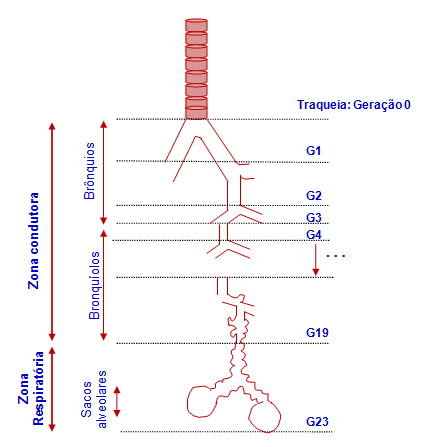 Traqueia: Geração 0
G1
G2
G3
G4
...
G19
G23
Zona condutora
Brônquios
Bronquíolos
Zona
Respiratória
Sacos
alveolares